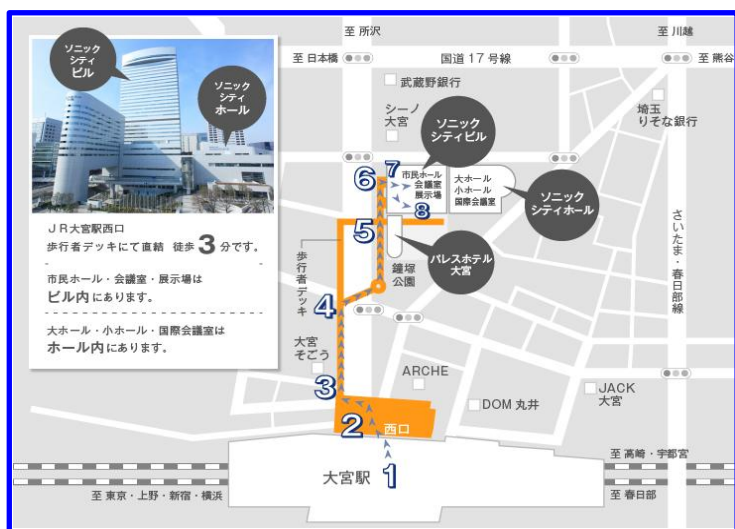 ソニック
シティ
ビル
ソニック
シティ
ホール
JR大宮駅西口
歩行者デッキにて直結 徒歩3分です。
市民ホール・会議室・展示場は
ビル内にあります。
大ホール・小ホール・国際会議室は
ホール内にあります。
至 所沢
至 川越
至 日本橋
国道17号線
至 熊谷
武蔵野銀行
シーノ
大宮
ソニック
シティビル
埼玉
りそな銀行
7
6
市民ホール
会議室
展示場
8
大ホール
小ホール
国際会議室
ソニック
シティホール
5
パレスホテル
大宮
鐘塚
公園
歩行者デッキ
さいたま・春日部線
4
大宮
そごう
3
ARCHE
JACK
大宮
DOM 丸井
2
西口
1
大宮駅
至 高崎・宇都宮
至 東京・上野・新宿・横浜
至 春日部